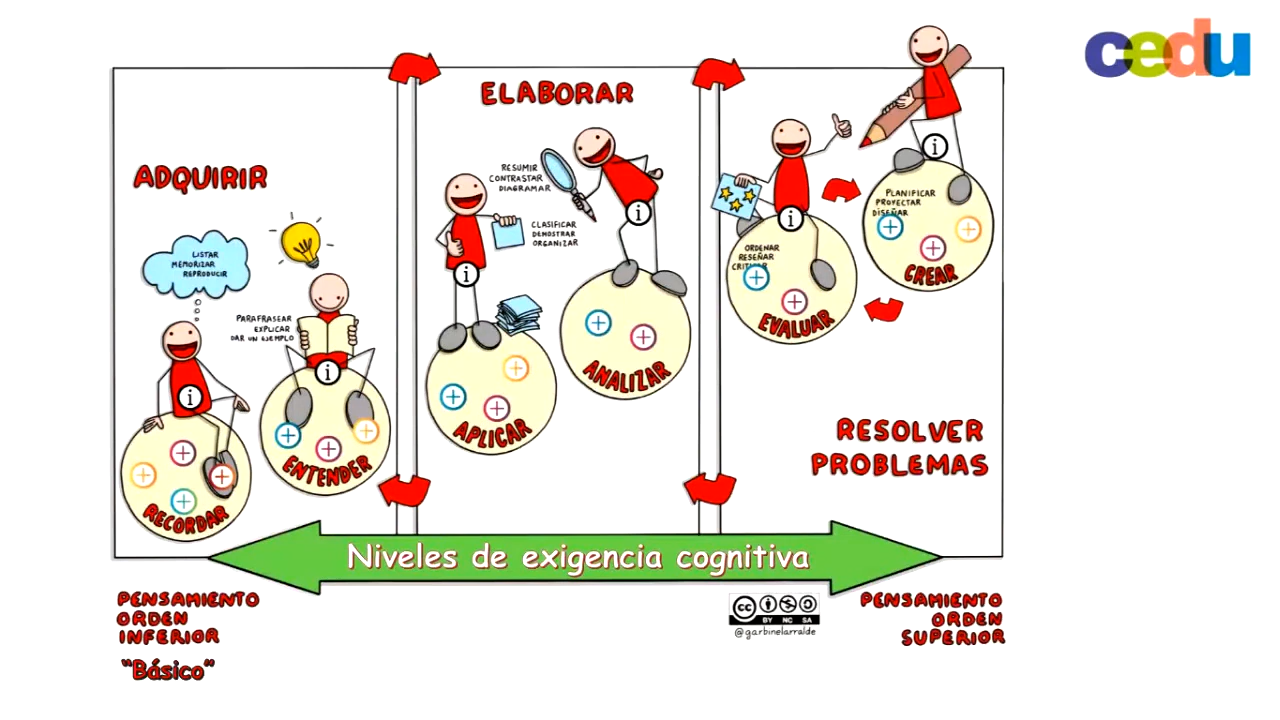 cedu
ADQUIRIR
ELABORAR
RESOLVER
PROBLEMAS
LISTAR
MEMORIZAR
REPRODUCIR
RECORDAR
PARAFRASEAR
EXPLICAR
DAR UN EJEMPLO
ENTENDER
CLASIFICAR
DEMOSTRAR
ORGANIZAR
APLICAR
RESUMIR
CONTRASTAR
DIAGRAMAR
ANALIZAR
ORDENAR
RESEÑAR
EVALUAR
PLANIFICAR
PROYECTAR
DISEÑAR
CREAR
Niveles de exigencia cognitiva
PENSAMIENTO
ORDEN
INFERIOR
"Básico"
cc
BY NC SA
@garbinelarralde
PENSAMIENTO
ORDEN
SUPERIOR